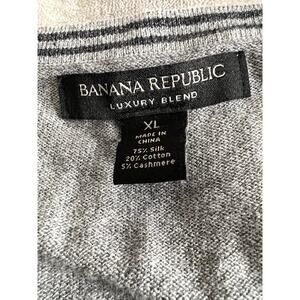 BANANA REPUBLIC
LUXURY BLEND
XL
MADE IN
CHINA
75% Silk
20% Cotton
5% Cashmere